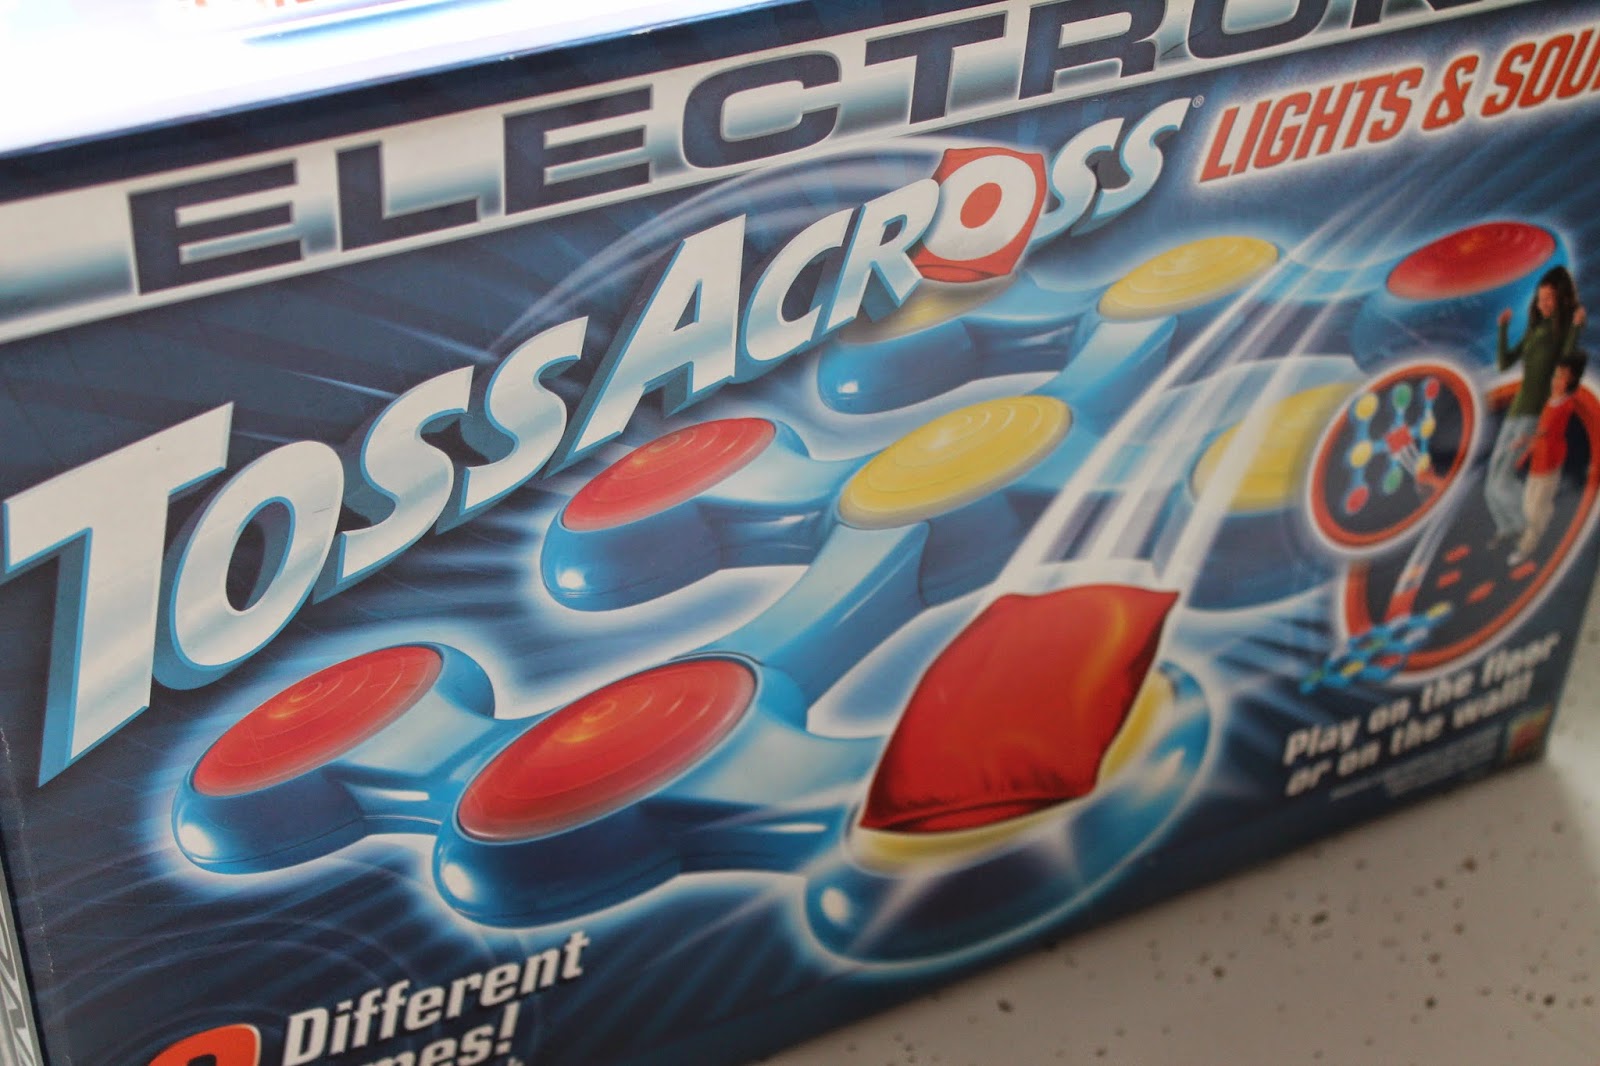 ELECTRON
TOSS ACROSS®
LIGHTS & SOU
Play on the floor
or on the wall!
Different
mes!